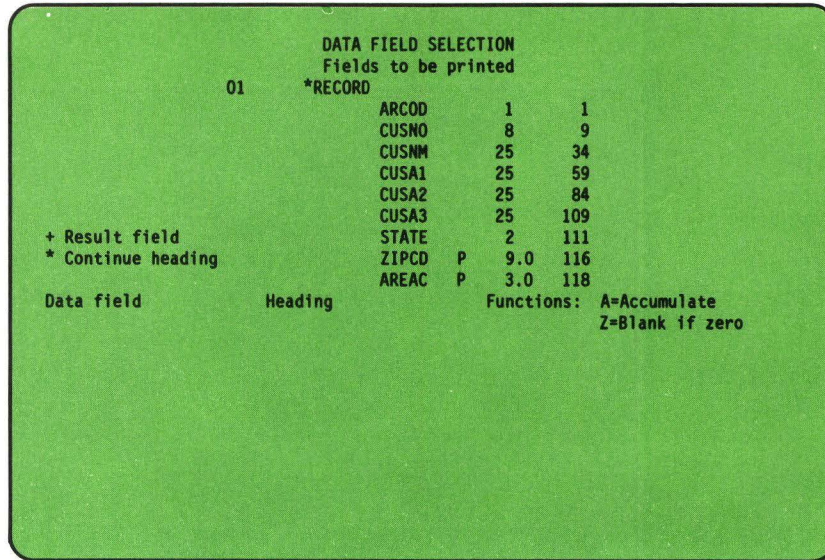 DATA FIELD SELECTION
Fields to be printed
01 *RECORD
ARCOD 1 1
CUSNO 8 9
CUSNM 25 34
CUSA1 25 59
CUSA2 25 84
CUSA3 25 109
+ Result field STATE 2 111
* Continue heading ZIPCD P 9.0 116
AREAC P 3.0 118
Data field Heading Functions: A=Accumulate
Z=Blank if zero